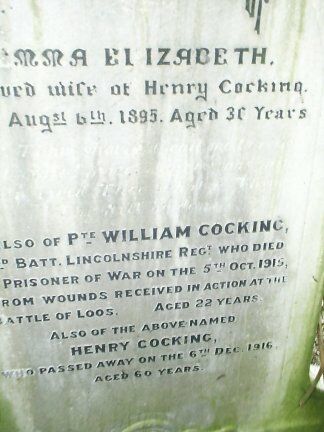 EMMA ELIZABETH.
ved wife of Henry Cocking.
Augst 6th. 1895. Aged 36 Years
ALSO OF PTE WILLIAM COCKING,
D BATT. LINCOLNSHIRE REGT WHO DIED
PRISONER OF WAR ON THE 5TH OCT. 1915,
FROM WOUNDS RECEIVED IN ACTION AT THE
BATTLE OF LOOS. AGED 22 YEARS.
ALSO OF THE ABOVE NAMED
HENRY COCKING,
WHO PASSED AWAY ON THE 6TH DEC. 1916,
AGED 60 YEARS.